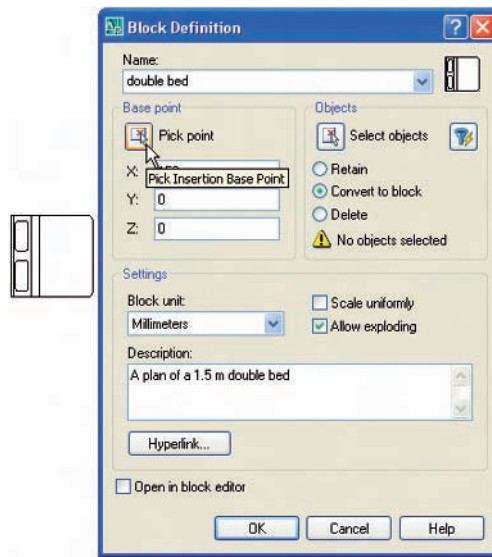 Block Definition
Name:
double bed
Base point
Pick point
X:
Pick Insertion Base Point
Y: 0
Z: 0
Objects
Select objects
Retain
Convert to block
Delete
No objects selected
Settings
Block unit:
Millimeters
Scale uniformly
Allow exploding
Description:
A plan of a 1.5 m double bed
Hyperlink...
Open in block editor
OK Cancel Help